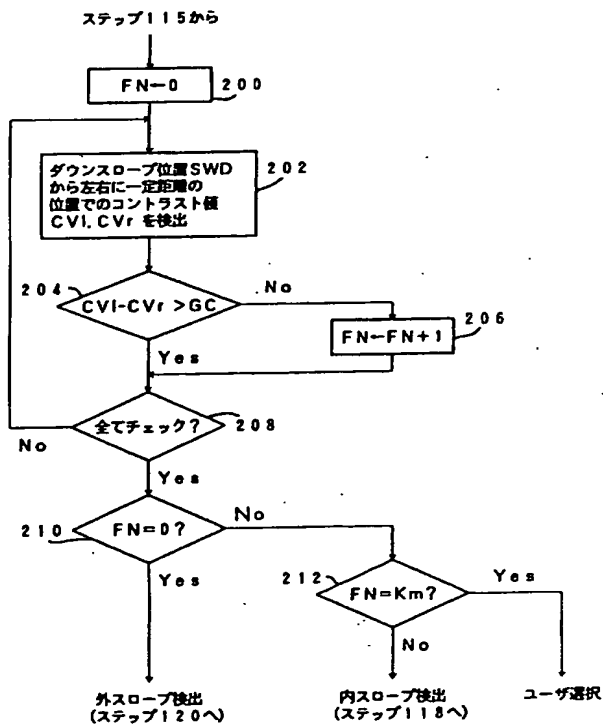 ステップ115から
FN←0
200
ダウンスロープ位置SWD
から左右に一定距離の
位置でのコントラスト値
CVl, CVr を検出
202
204
CVl-CVr >GC
No
Yes
FN←FN+1
206
全てチェック?
208
No
Yes
210
FN=0?
No
Yes
212
FN=Km?
Yes
No
外スロープ検出
(ステップ120へ)
内スロープ検出
(ステップ118へ)
ユーザ選択